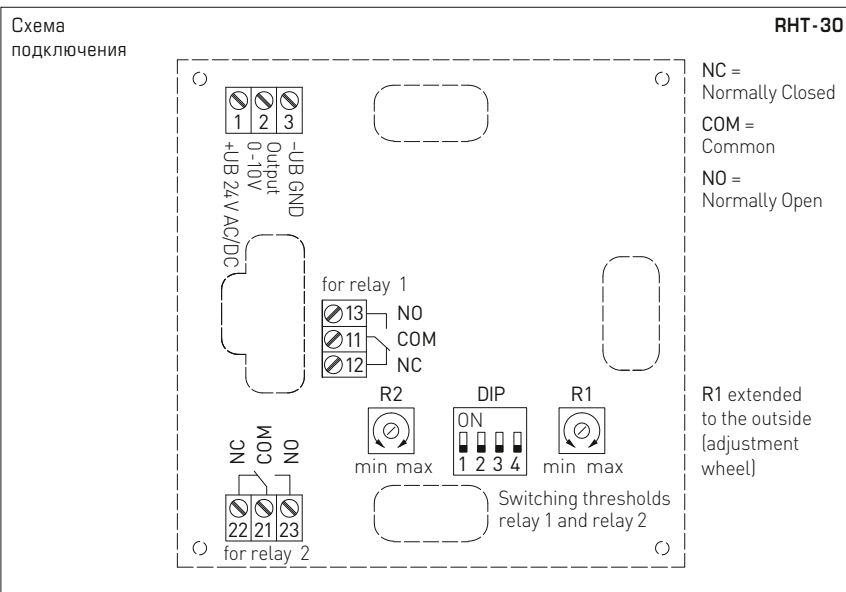 Схема
подключения
RHT-30
NC =
Normally Closed
COM =
Common
NO =
Normally Open
1 2 3
+UB 24V AC/DC
Output
0-10V
-UB GND
for relay 1
13 NO
11 COM
12 NC
R2
min max
DIP
ON
1 2 3 4
R1
min max
R1 extended
to the outside
(adjustment
wheel)
Switching thresholds
relay 1 and relay 2
NC COM NO
22 21 23
for relay 2